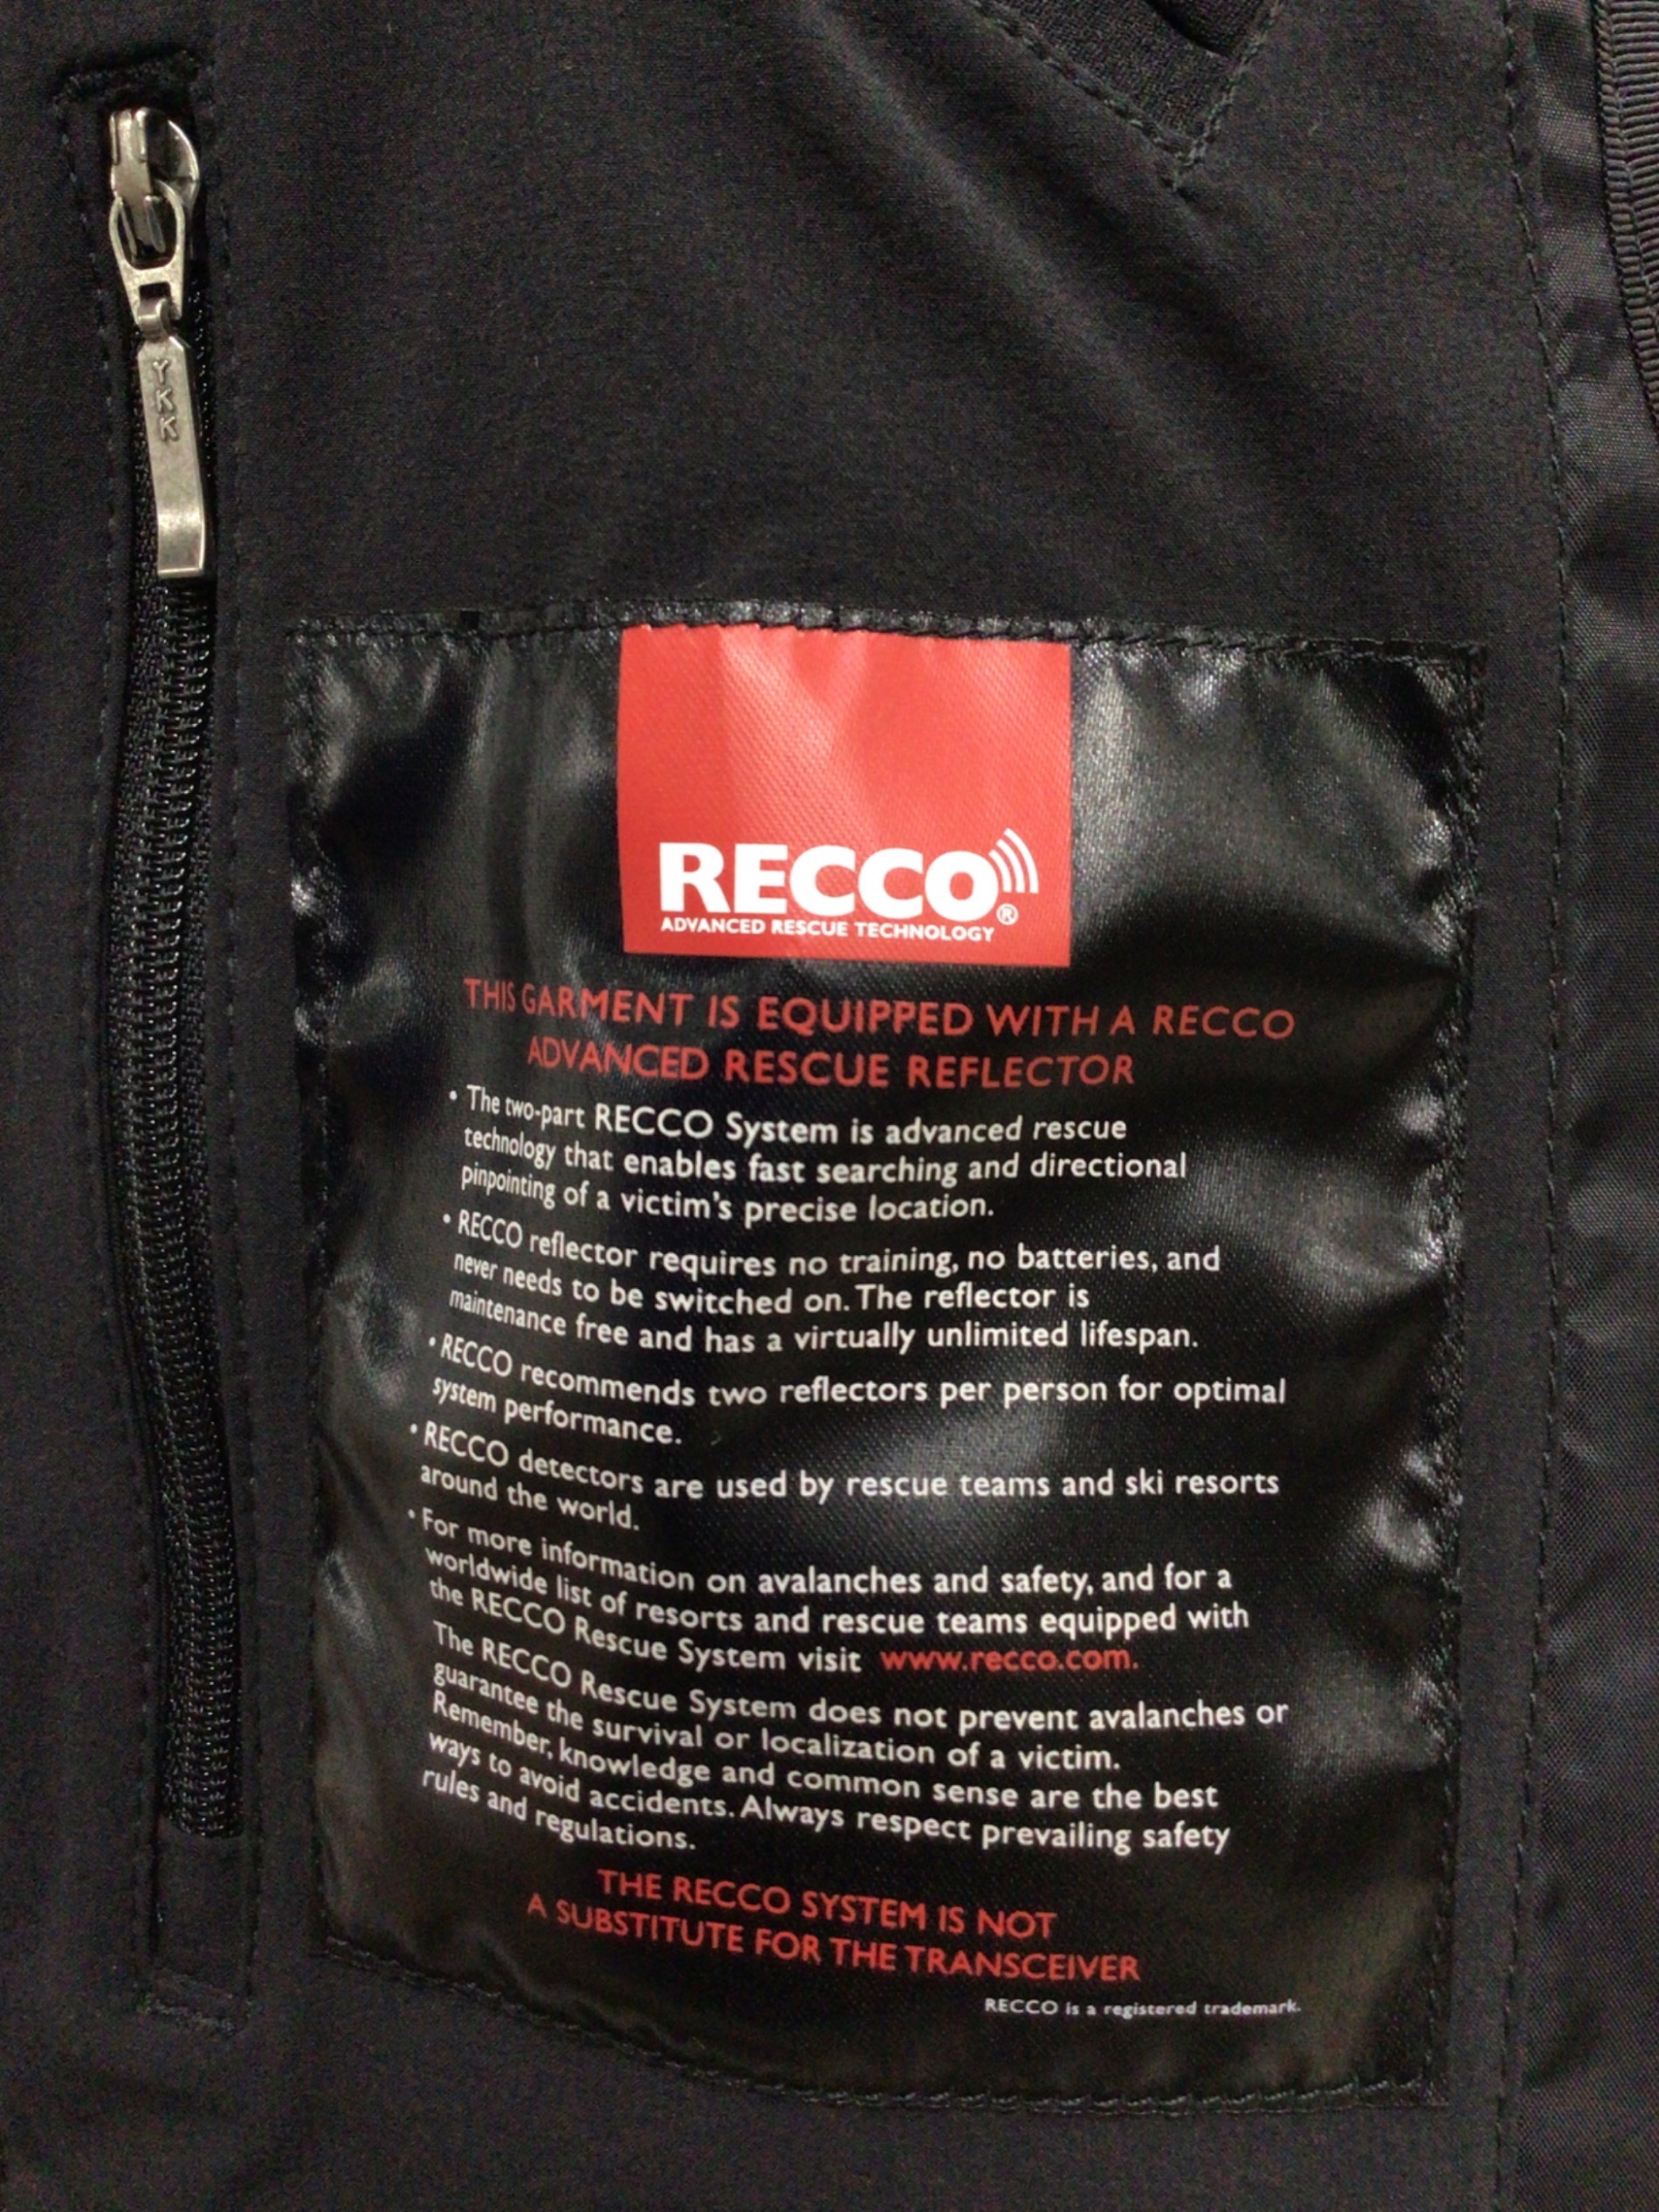 YKK
RECCO®
ADVANCED RESCUE TECHNOLOGY
THIS GARMENT IS EQUIPPED WITH A RECCO
ADVANCED RESCUE REFLECTOR
• The two-part RECCO System is advanced rescue
technology that enables fast searching and directional
pinpointing of a victim's precise location.
• RECCO reflector requires no training, no batteries, and
never needs to be switched on. The reflector is
maintenance free and has a virtually unlimited lifespan.
• RECCO recommends two reflectors per person for optimal
system performance.
• RECCO detectors are used by rescue teams and ski resorts
around the world.
• For more information on avalanches and safety, and for a
worldwide list of resorts and rescue teams equipped with
the RECCO Rescue System visit www.recco.com.
The RECCO Rescue System does not prevent avalanches or
guarantee the survival or localization of a victim.
Remember, knowledge and common sense are the best
ways to avoid accidents. Always respect prevailing safety
rules and regulations.
THE RECCO SYSTEM IS NOT
A SUBSTITUTE FOR THE TRANSCEIVER
RECCO is a registered trademark.